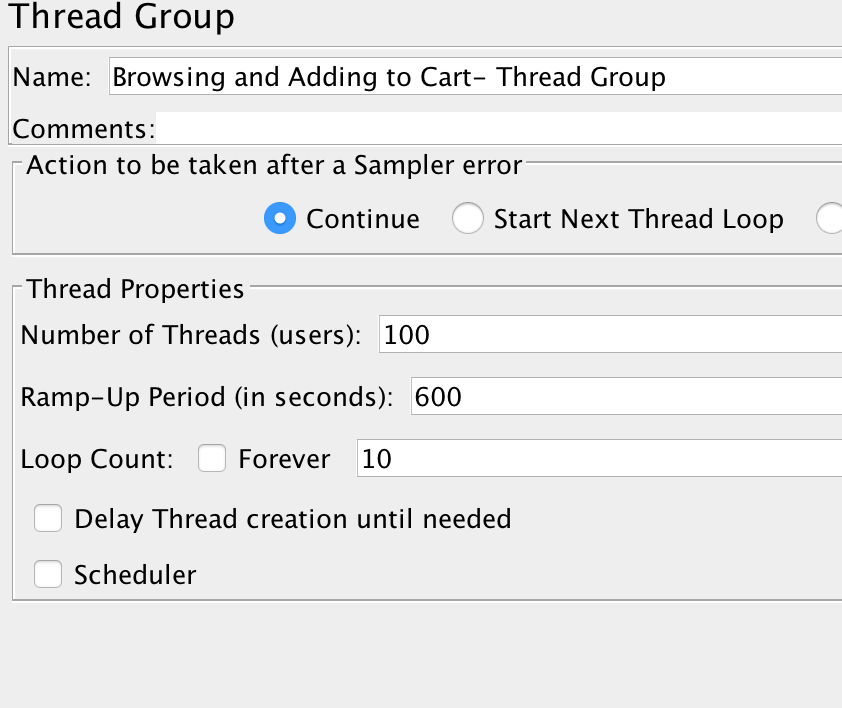 Thread Group
Name: Browsing and Adding to Cart- Thread Group
Comments:
Action to be taken after a Sampler error
Continue Start Next Thread Loop
Thread Properties
Number of Threads (users): 100
Ramp-Up Period (in seconds): 600
Loop Count: Forever 10
Delay Thread creation until needed
Scheduler